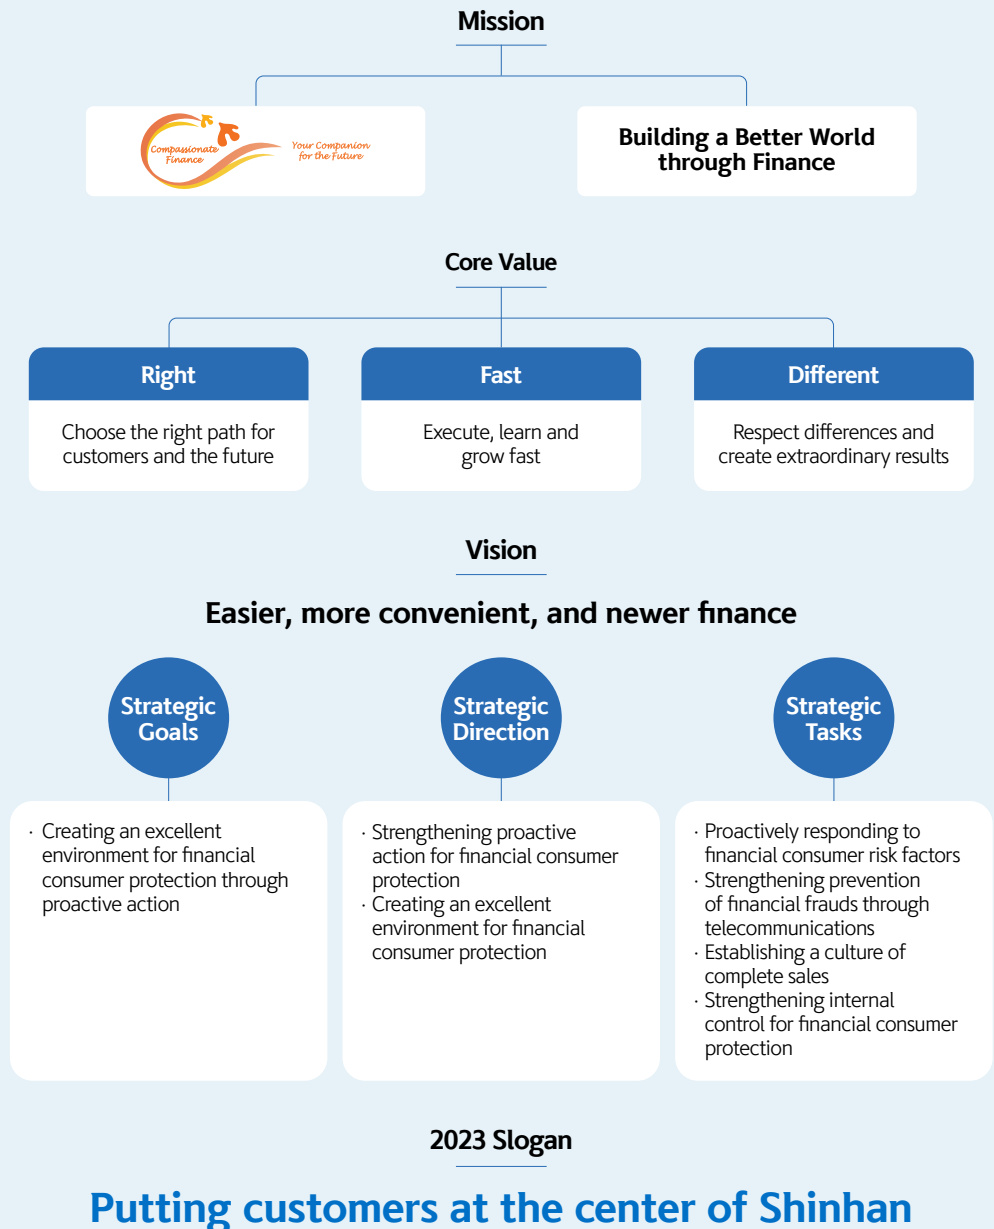 Mission
Compassionate
Finance
Your Companion
for the Future
Building a Better World
through Finance
Core Value
Right
Choose the right path for
customers and the future
Fast
Execute, learn and
grow fast
Different
Respect differences and
create extraordinary results
Vision
Easier, more convenient, and newer finance
Strategic
Goals
· Creating an excellent
environment for financial
consumer protection through
proactive action
Strategic
Direction
· Strengthening proactive
action for financial consumer
protection
· Creating an excellent
environment for financial
consumer protection
Strategic
Tasks
· Proactively responding to
financial consumer risk factors
· Strengthening prevention
of financial frauds through
telecommunications
· Establishing a culture of
complete sales
· Strengthening internal
control for financial consumer
protection
2023 Slogan
Putting customers at the center of Shinhan